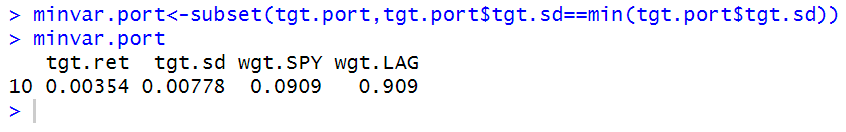 > minvar.port<-subset(tgt.port,tgt.port$tgt.sd==min(tgt.port$tgt.sd))
> minvar.port
   tgt.ret  tgt.sd wgt.SPY wgt.LAG
10 0.00354 0.00778  0.0909   0.909
>